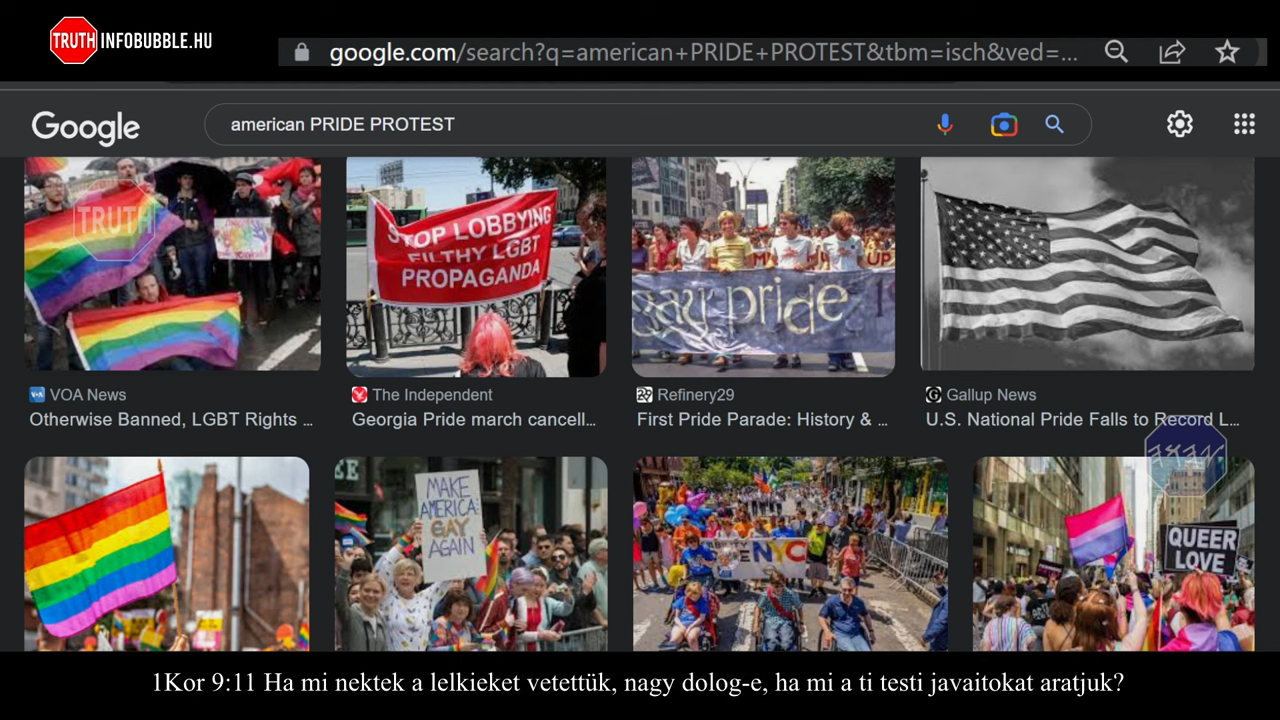 TRUTH INFOBUBBLE.HU
google.com/search?q=american+PRIDE+PROTEST&tbm=isch&ved=...
Google
american PRIDE PROTEST
TRUTH
STOP LOBBYING
FILTHY LGBT
PROPAGANDA
gay pride
VOA News
The Independent
Refinery29
Gallup News
Otherwise Banned, LGBT Rights ...
Georgia Pride march cancell...
First Pride Parade: History & ...
U.S. National Pride Falls to Record L...
MAKE
AMERICA
GAY
AGAIN
NYC
QUEER
LOVE
1Kor 9:11 Ha mi nektek a lelkieket vetettük, nagy dolog-e, ha mi a ti testi javaitokat aratjuk?